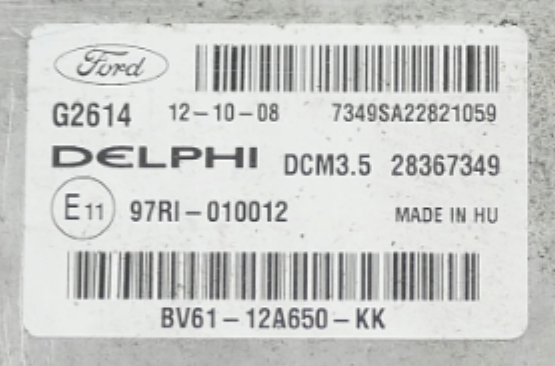 Ford
G2614 12-10-08 7349SA22821059
DELPHI DCM3.5 28367349
E11 97RI-010012 MADE IN HU
BV61-12A650-KK